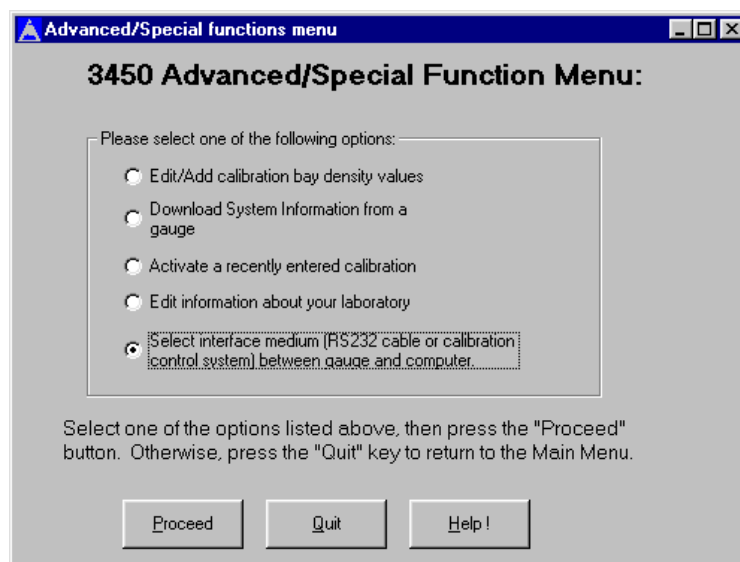 Advanced/Special functions menu
3450 Advanced/Special Function Menu:
Please select one of the following options:
Edit/Add calibration bay density values
Download System Information from a
gauge
Activate a recently entered calibration
Edit information about your laboratory
Select interface medium (RS232 cable or calibration
control system) between gauge and computer.
Select one of the options listed above, then press the "Proceed"
button.  Otherwise, press the "Quit" key to return to the Main Menu.
Proceed
Quit
Help!